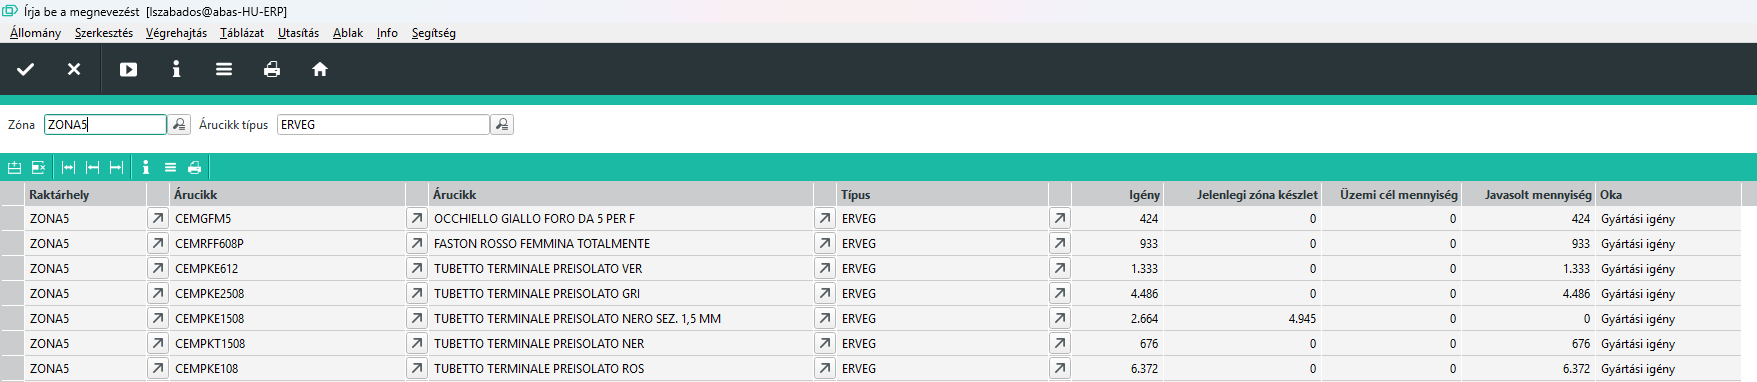 Írja be a megnevezést [lszabados@abas-HU-ERP]
Állomány Szerkesztés Végrehajtás Táblázat Utasítás Ablak Info Segítség
Zóna ZONA5 Árucikk típus ERVEG
Raktárhely Árucikk Árucikk Típus Igény Jelenlegi zóna készlet Üzemi cél mennyiség Javasolt mennyiség Oka
ZONA5 CEMGFM5 OCCHIELLO GIALLO FORO DA 5 PER F ERVEG 424 0 0 424 Gyártási igény
ZONA5 CEMRFF608P FASTON ROSSO FEMMINA TOTALMENTE ERVEG 933 0 0 933 Gyártási igény
ZONA5 CEMPKE612 TUBETTO TERMINALE PREISOLATO VER ERVEG 1.333 0 0 1.333 Gyártási igény
ZONA5 CEMPKE2508 TUBETTO TERMINALE PREISOLATO GRI ERVEG 4.486 0 0 4.486 Gyártási igény
ZONA5 CEMPKE1508 TUBETTO TERMINALE PREISOLATO NERO SEZ. 1,5 MM ERVEG 2.664 4.945 0 0 Gyártási igény
ZONA5 CEMPKT1508 TUBETTO TERMINALE PREISOLATO NER ERVEG 676 0 0 676 Gyártási igény
ZONA5 CEMPKE108 TUBETTO TERMINALE PREISOLATO ROS ERVEG 6.372 0 0 6.372 Gyártási igény